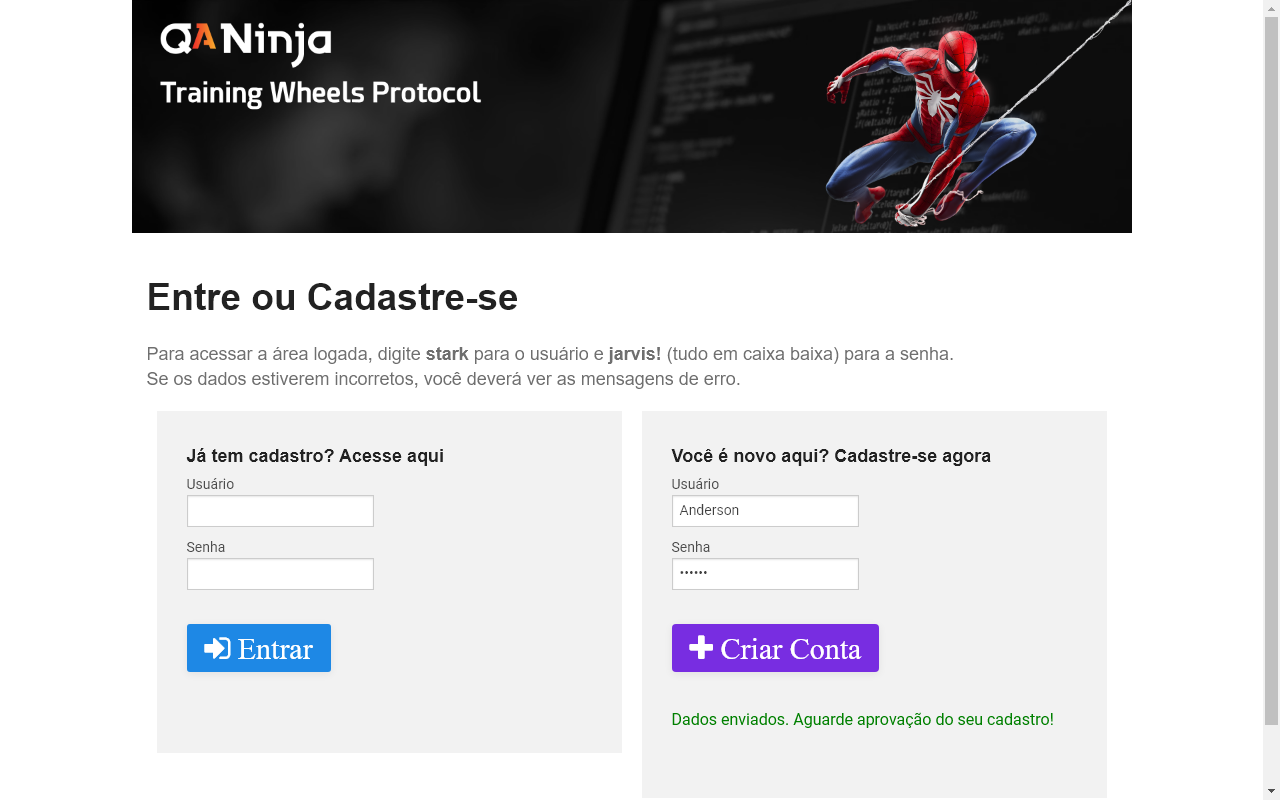 QANinja
Training Wheels Protocol
Entre ou Cadastre-se
Para acessar a área logada, digite stark para o usuário e jarvis! (tudo em caixa baixa) para a senha.
Se os dados estiverem incorretos, você deverá ver as mensagens de erro.
Já tem cadastro? Acesse aqui
Usuário
Senha
Entrar
Você é novo aqui? Cadastre-se agora
Usuário
Anderson
Senha
••••••
Criar Conta
Dados enviados. Aguarde aprovação do seu cadastro!